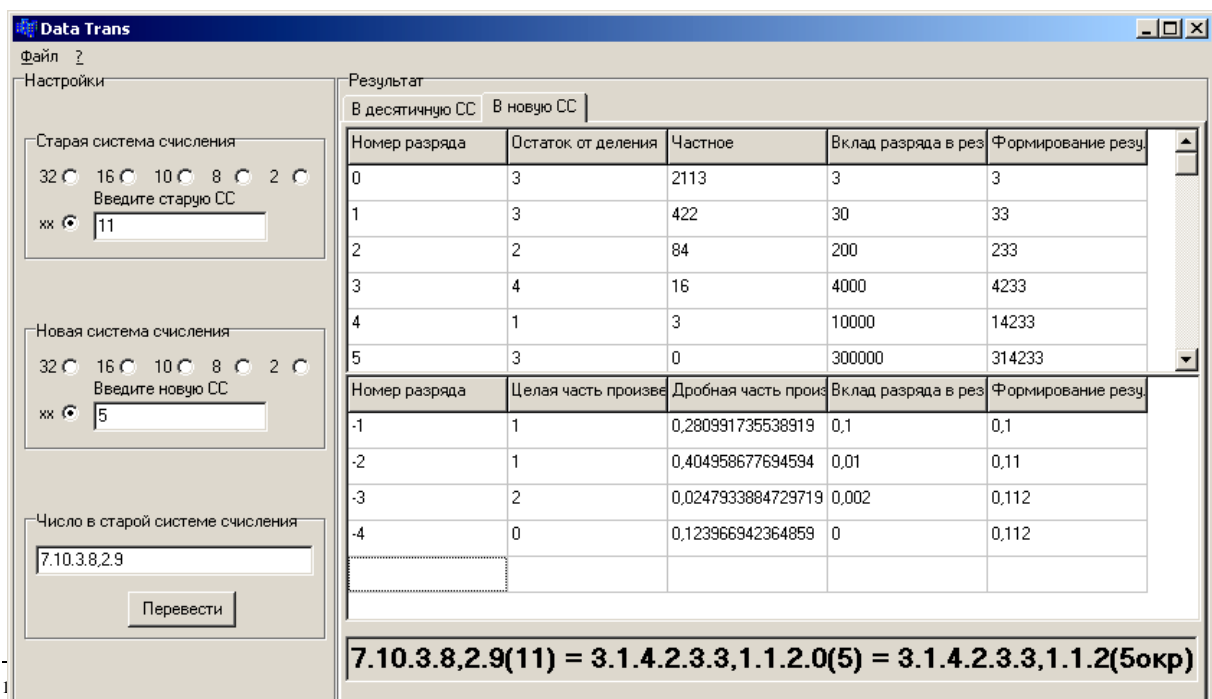 Data Trans
Файл ?
Настройки
Старая система счисления
32 16 10 8 2
Введите старую СС
xx 11
Новая система счисления
32 16 10 8 2
Введите новую СС
xx 5
Число в старой системе счисления
7.10.3.8,2.9
Перевести
Результат
В десятичную СС В новую СС
Номер разряда Остаток от деления Частное Вклад разряда в рез Формирование резу.
0 3 2113 3 3
1 3 422 30 33
2 2 84 200 233
3 4 16 4000 4233
4 1 3 10000 14233
5 3 0 300000 314233
Номер разряда Целая часть произве Дробная часть произ Вклад разряда в рез Формирование резу.
-1 1 0,280991735538919 0,1 0,1
-2 1 0,404958677694594 0,01 0,11
-3 2 0,0247933884729719 0,002 0,112
-4 0 0,123966942364859 0 0,112
7.10.3.8,2.9(11) = 3.1.4.2.3.3,1.1.2.0(5) = 3.1.4.2.3.3,1.1.2(5окр)